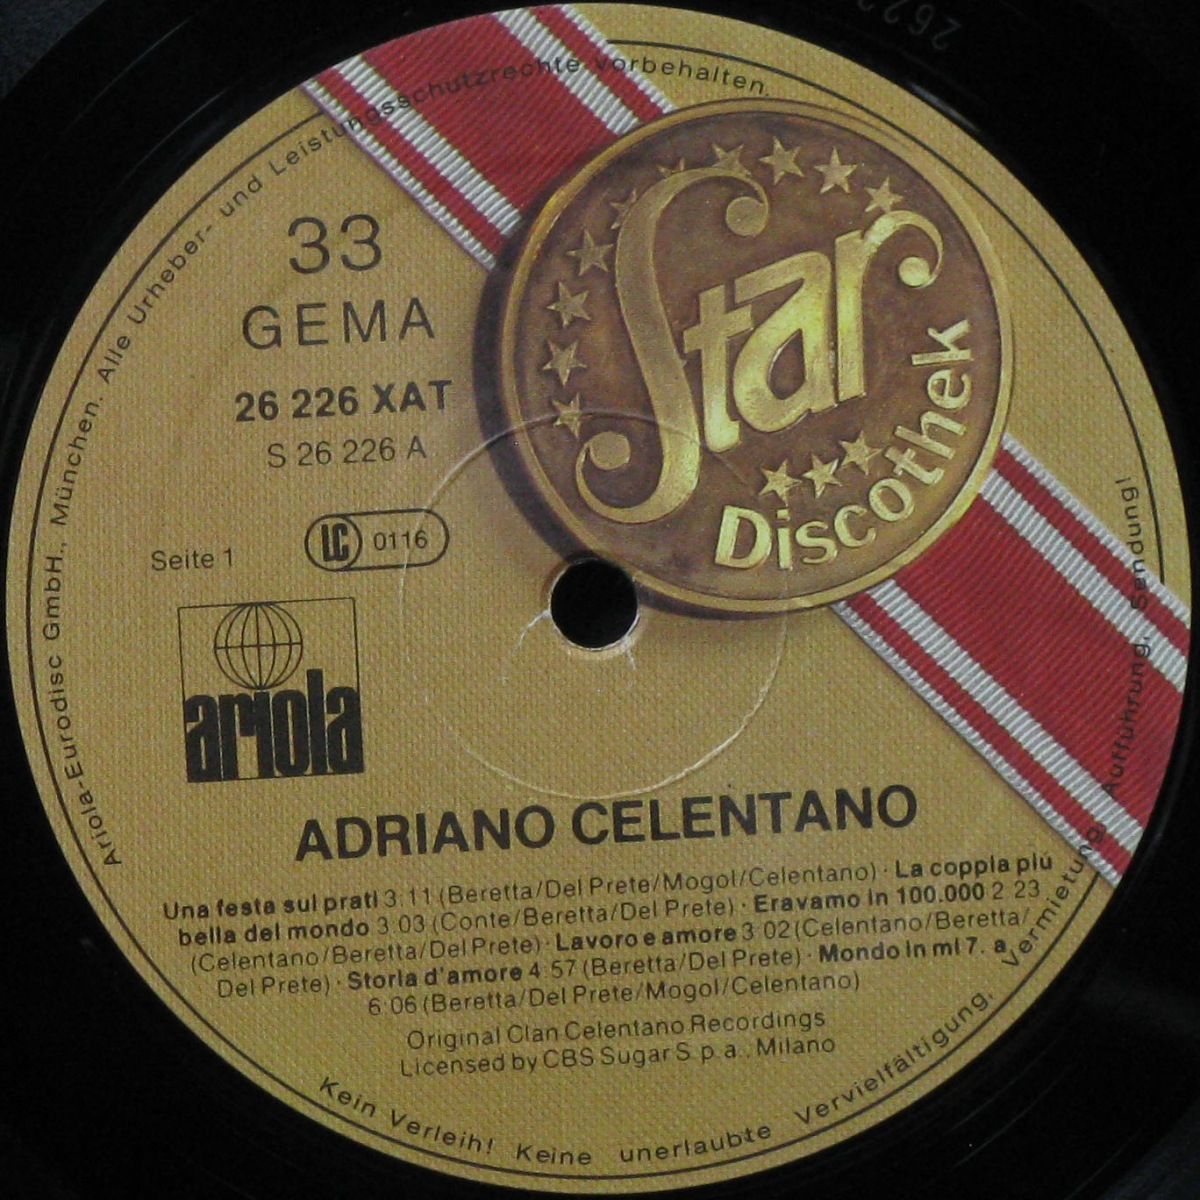 Ariola-Eurodisc GmbH., München. Alle Urheber- und Leistungsschutzrechte vorbehalten.
Star
Discothek
33
GEMA
26 226 XAT
S 26 226 A
LC 0116
Seite 1
ariola
ADRIANO CELENTANO
Una festa sui prati 3:11 (Beretta/Del Prete/Mogol/Celentano) · La coppia più
bella del mondo 3:03 (Conte/Beretta/Del Prete) · Eravamo in 100.000 2:23
(Celentano/Beretta/Del Prete) · Lavoro e amore 3:02 (Celentano/Beretta/
Del Prete) · Storia d'amore 4:57 (Beretta/Del Prete) · Mondo in mi 7. a
6:06 (Beretta/Del Prete/Mogol/Celentano)
Original Clan Celentano Recordings
Licensed by CBS Sugar S.p.a., Milano
Kein Verleih! Keine unerlaubte Vervielfältigung, Vermietung, Aufführung, Sendung!